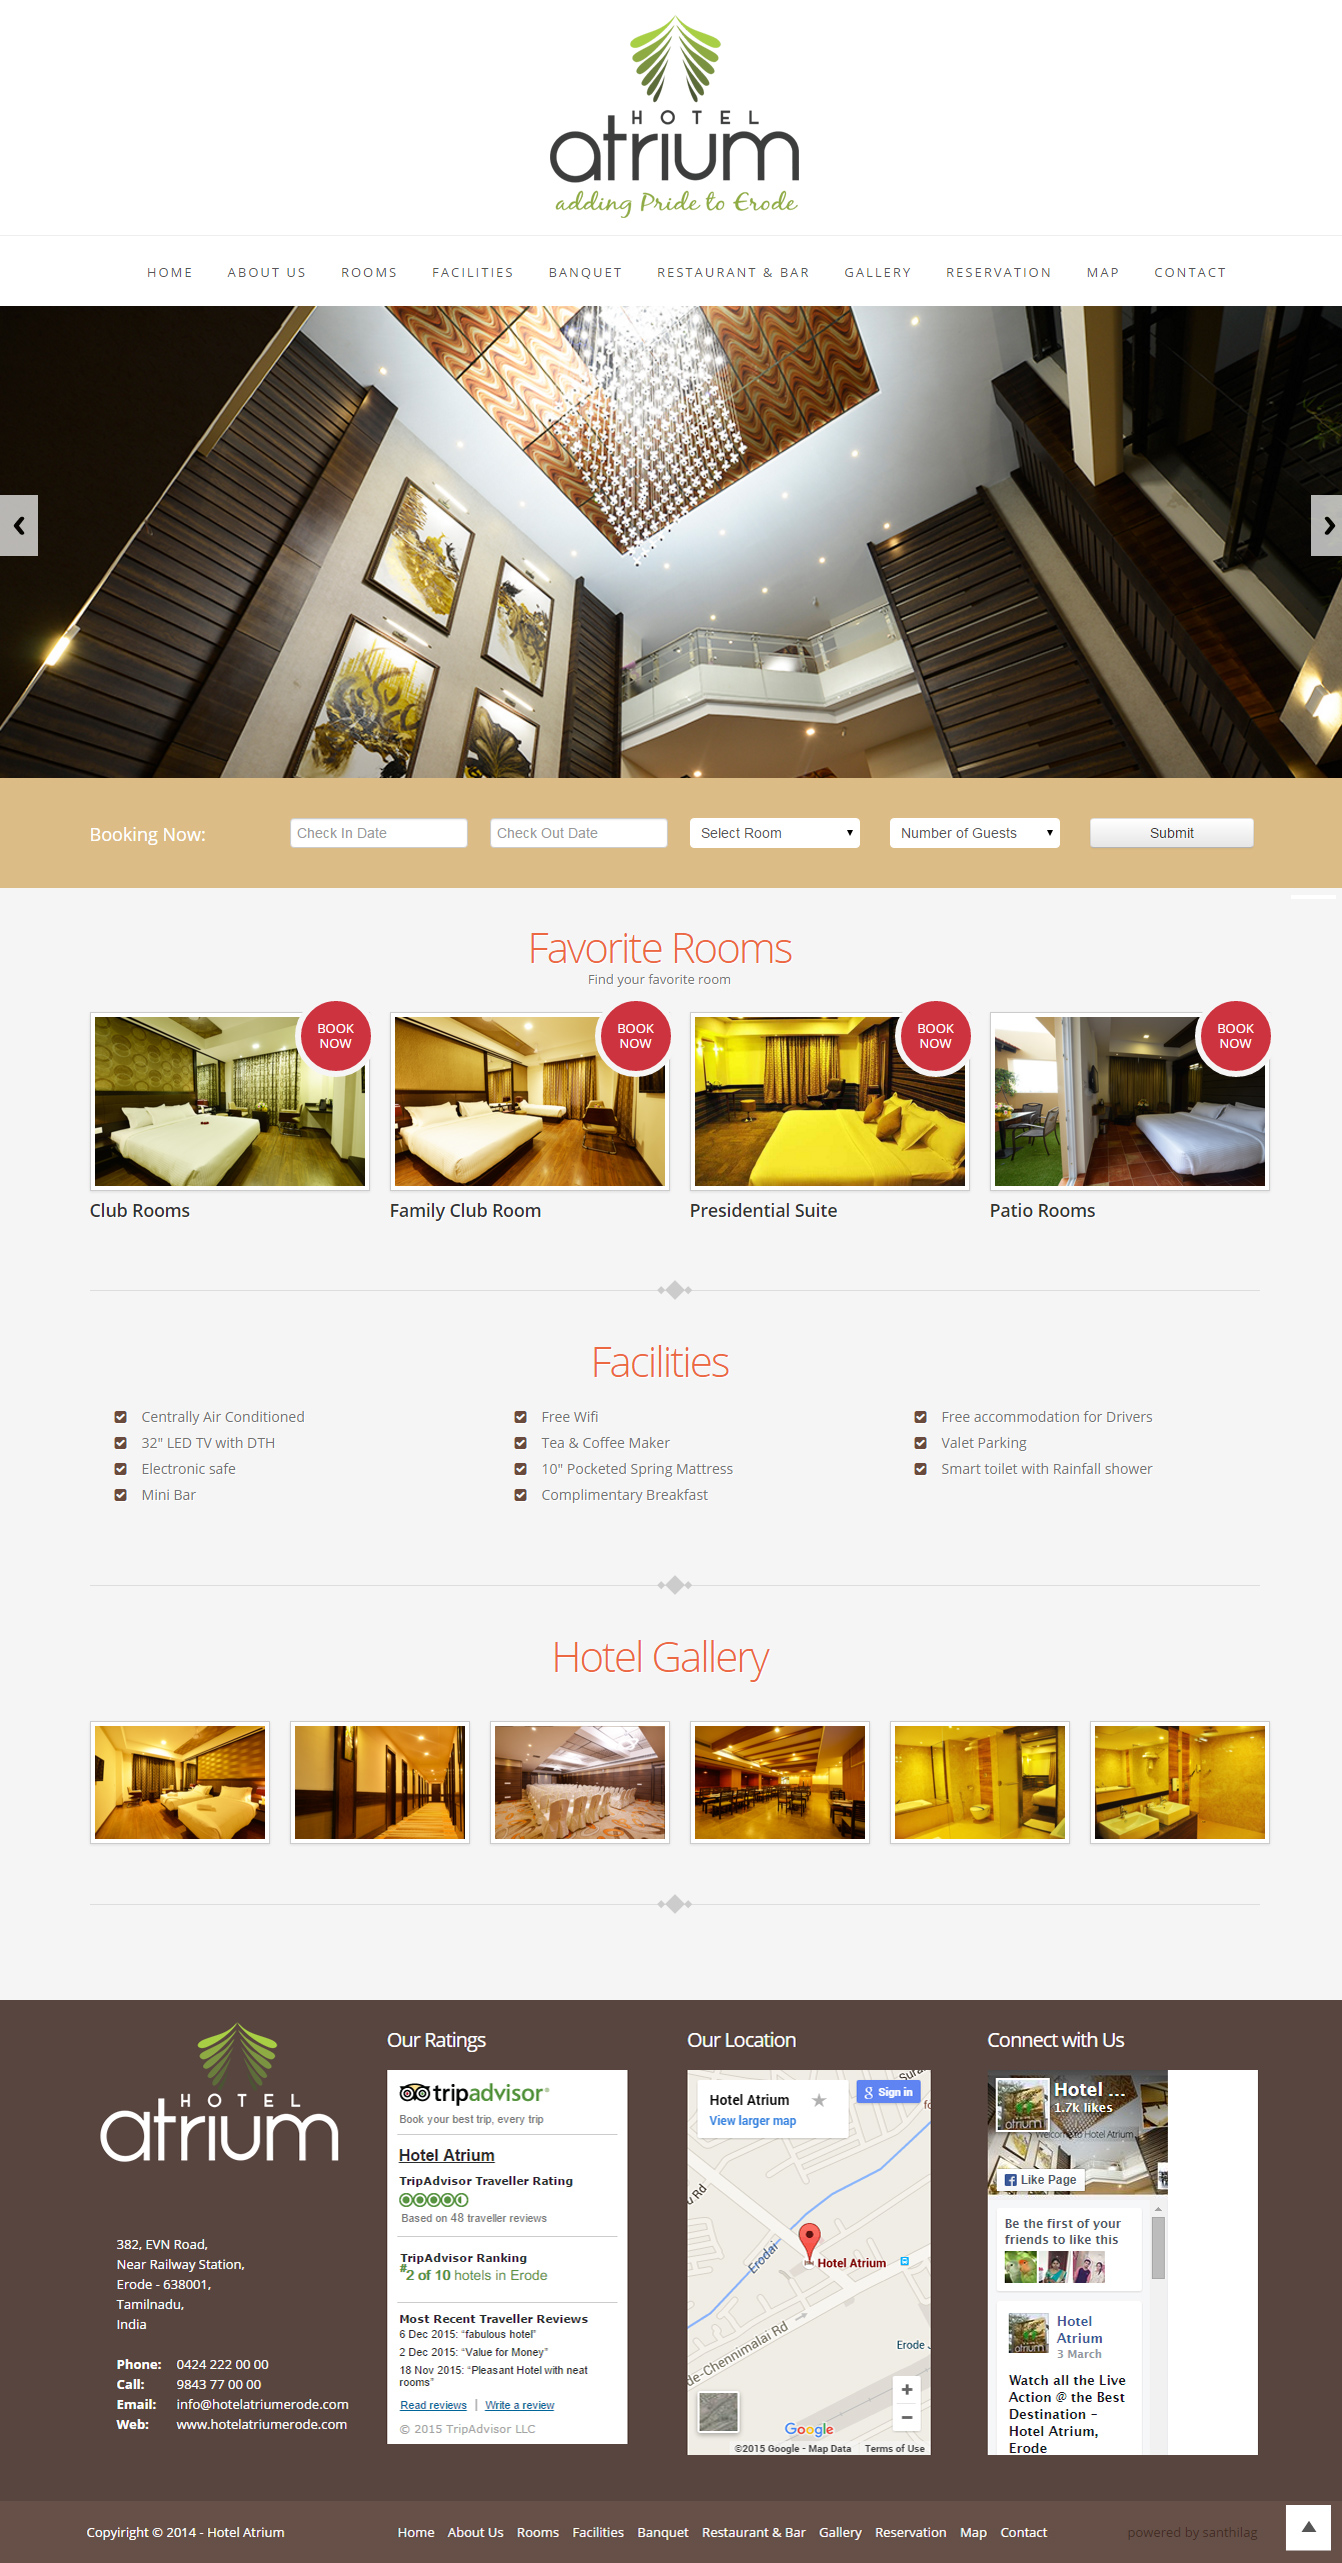 HOTEL
atrium
adding Pride to Erode
HOME ABOUT US ROOMS FACILITIES BANQUET RESTAURANT & BAR GALLERY RESERVATION MAP CONTACT
Booking Now: Check In Date Check Out Date Select Room Number of Guests Submit
Favorite Rooms
Find your favorite room
BOOK NOW
BOOK NOW
BOOK NOW
BOOK NOW
Club Rooms Family Club Room Presidential Suite Patio Rooms
Facilities
Centrally Air Conditioned
32" LED TV with DTH
Electronic safe
Mini Bar
Free Wifi
Tea & Coffee Maker
10" Pocketed Spring Mattress
Complimentary Breakfast
Free accommodation for Drivers
Valet Parking
Smart toilet with Rainfall shower
Hotel Gallery
HOTEL
atrium
382, EVN Road,
Near Railway Station,
Erode - 638001,
Tamilnadu,
India
Phone: 0424 222 00 00
Call: 9843 77 00 00
Email: info@hotelatriumerode.com
Web: www.hotelatriumerode.com
Our Ratings
tripadvisor®
Book your best trip, every trip
Hotel Atrium
TripAdvisor Traveller Rating
Based on 48 traveller reviews
TripAdvisor Ranking
#2 of 10 hotels in Erode
Most Recent Traveller Reviews
6 Dec 2015: “fabulous hotel”
2 Dec 2015: “Value for Money”
18 Nov 2015: “Pleasant Hotel with neat
rooms”
Read reviews | Write a review
© 2015 TripAdvisor LLC
Our Location
Hotel Atrium
View larger map
Sign in
u Rd
Erodai
Hotel Atrium
de-Chennimalai Rd
Erode J
Google
©2015 Google - Map Data Terms of Use
Connect with Us
Hotel ...
1.7k likes
atrium
Welcome to Hotel Atrium
Like Page
Be the first of your
friends to like this
atrium
Hotel
Atrium
3 March
Watch all the Live
Action @ the Best
Destination –
Hotel Atrium,
Erode
Copyiright © 2014 - Hotel Atrium
Home About Us Rooms Facilities Banquet Restaurant & Bar Gallery Reservation Map Contact
powered by santhilag